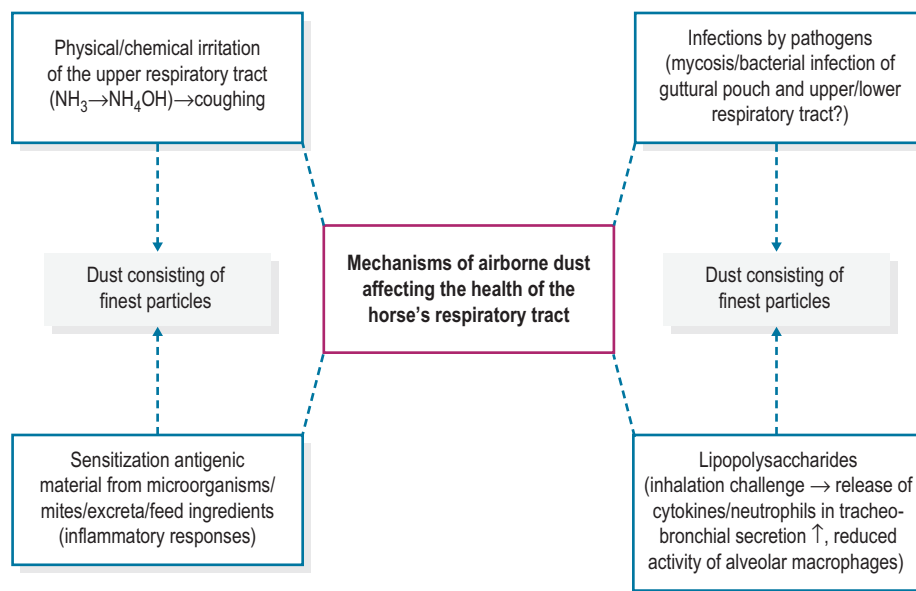 Physical/chemical irritation
of the upper respiratory tract
(NH₃→NH₄OH)→coughing
Infections by pathogens
(mycosis/bacterial infection of
guttural pouch and upper/lower
respiratory tract?)
Dust consisting of
finest particles
Mechanisms of airborne dust
affecting the health of the
horse's respiratory tract
Dust consisting of
finest particles
Sensitization antigenic
material from microorganisms/
mites/excreta/feed ingredients
(inflammatory responses)
Lipopolysaccharides
(inhalation challenge → release of
cytokines/neutrophils in tracheo-
bronchial secretion ↑, reduced
activity of alveolar macrophages)